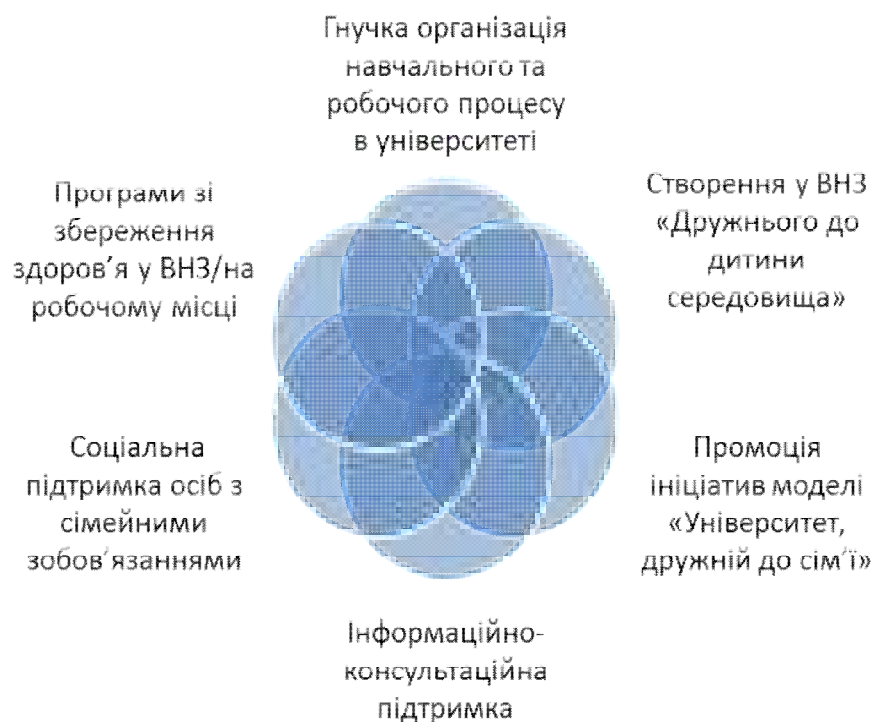 Гнучка організація
навчального та
робочого процесу
в університеті
Створення у ВНЗ
«Дружнього до
дитини
середовища»
Промоція
ініціатив моделі
«Університет,
дружній до сім'ї»
Інформаційно-
консультаційна
підтримка
Соціальна
підтримка осіб з
сімейними
зобов'язаннями
Програми зі
збереження
здоров'я у ВНЗ/на
робочому місці